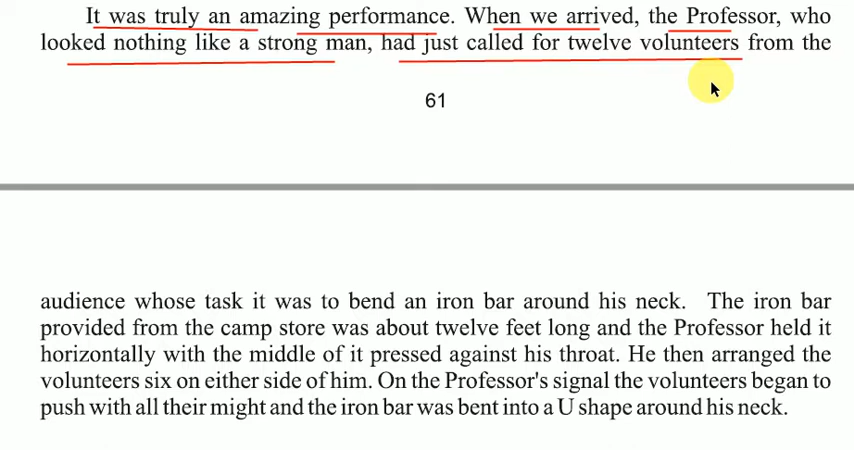 It was truly an amazing performance. When we arrived, the Professor, who
looked nothing like a strong man, had just called for twelve volunteers from the
61
audience whose task it was to bend an iron bar around his neck. The iron bar
provided from the camp store was about twelve feet long and the Professor held it
horizontally with the middle of it pressed against his throat. He then arranged the
volunteers six on either side of him. On the Professor's signal the volunteers began to
push with all their might and the iron bar was bent into a U shape around his neck.